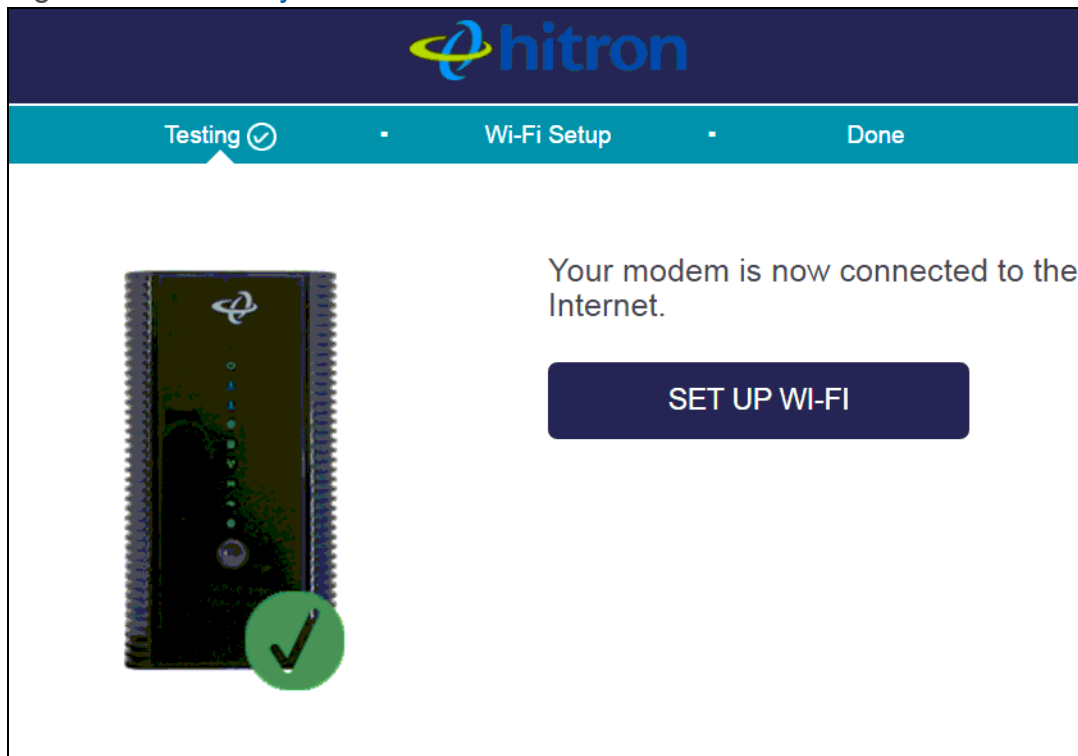 hitron
Testing
Wi-Fi Setup
Done
Your modem is now connected to the
Internet.
SET UP WI-FI